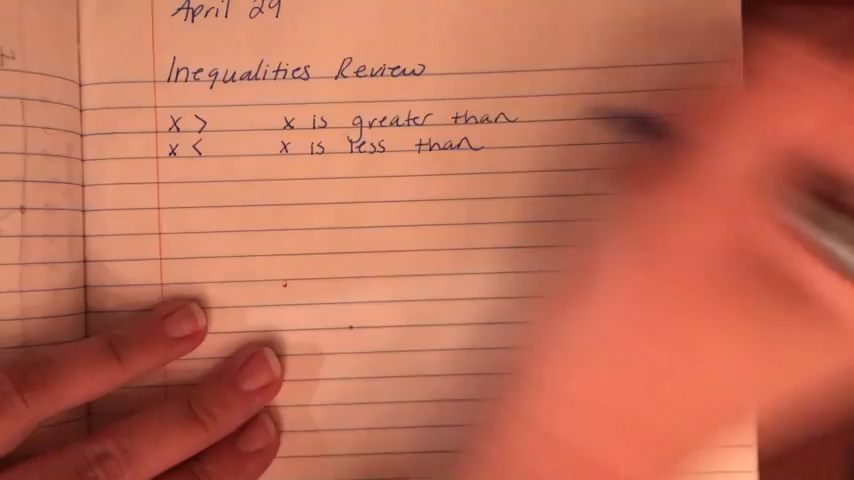 April 29
Inequalities Review
x > x is greater than
x < x is less than